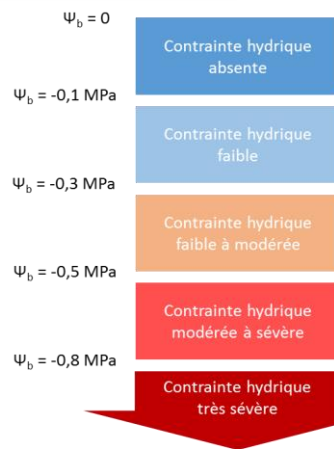 Ψb = 0
Contrainte hydrique
absente
Ψb = -0,1 MPa
Contrainte hydrique
faible
Ψb = -0,3 MPa
Contrainte hydrique
faible à modérée
Ψb = -0,5 MPa
Contrainte hydrique
modérée à sévère
Ψb = -0,8 MPa
Contrainte hydrique
très sévère